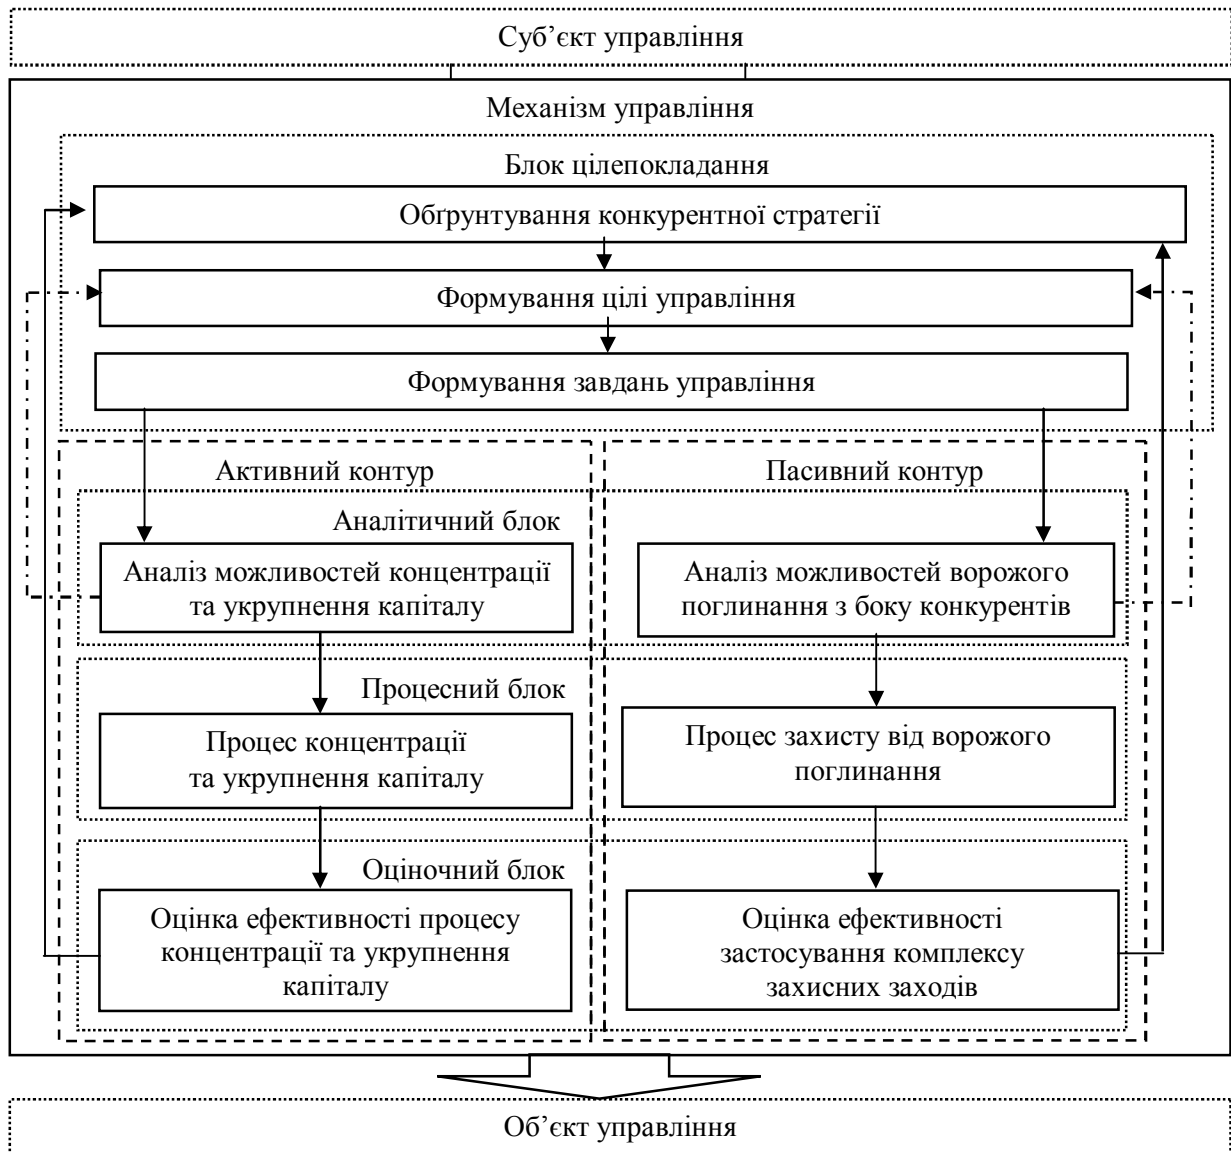 Суб’єкт управління
Механізм управління
Блок цілепокладання
Обґрунтування конкурентної стратегії
Формування цілі управління
Формування завдань управління
Активний контур
Пасивний контур
Аналітичний блок
Аналіз можливостей концентрації
та укрупнення капіталу
Аналіз можливостей ворожого
поглинання з боку конкурентів
Процесний блок
Процес концентрації
та укрупнення капіталу
Процес захисту від ворожого
поглинання
Оціночний блок
Оцінка ефективності процесу
концентрації та укрупнення
капіталу
Оцінка ефективності
застосування комплексу
захисних заходів
Об’єкт управління